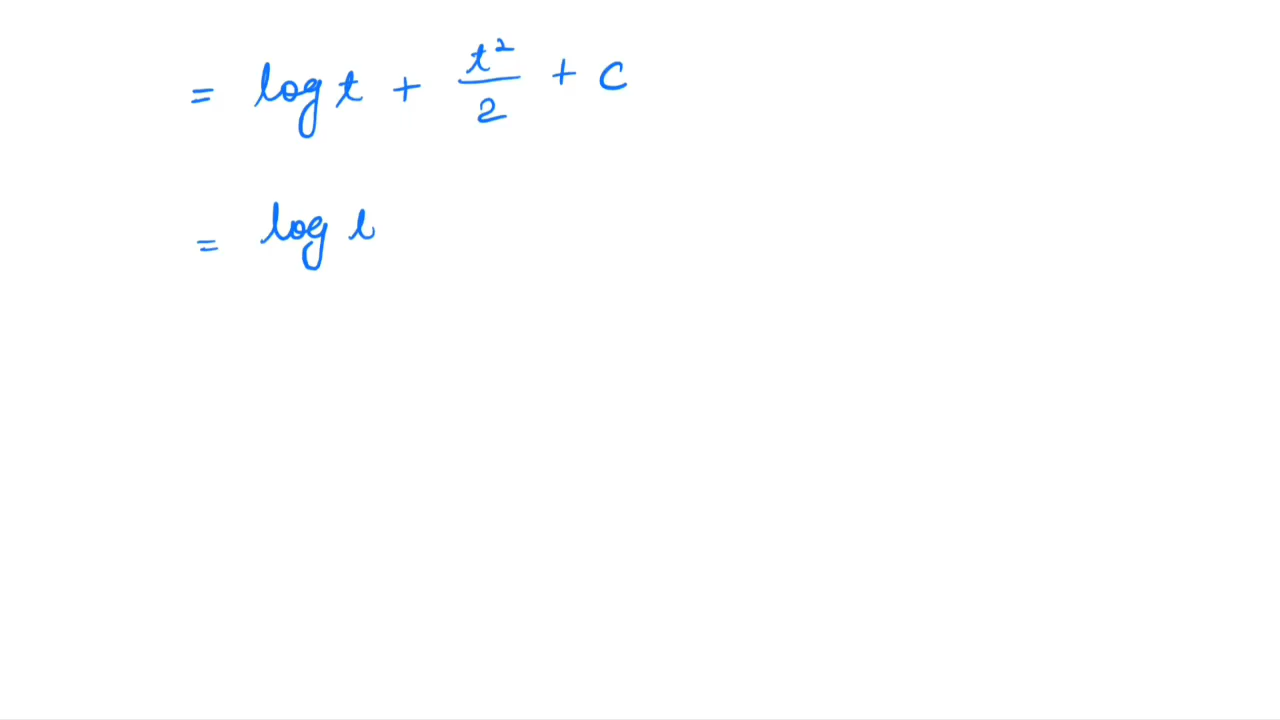 = log t + t²/2 + c
= log l